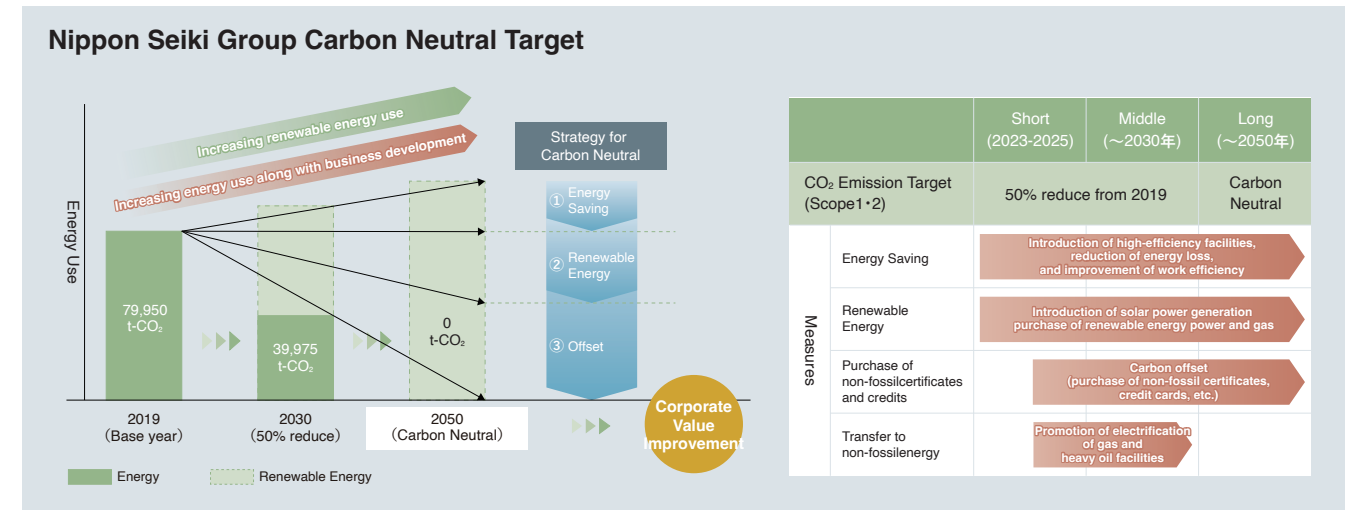 Nippon Seiki Group Carbon Neutral Target
Energy Use
Increasing renewable energy use
Increasing energy use along with business development
79,950
t-CO₂
39,975
t-CO₂
0
t-CO₂
2019
（Base year）
2030
（50% reduce）
2050
（Carbon Neutral）
Energy
Renewable Energy
Strategy for
Carbon Neutral
① Energy
Saving
② Renewable
Energy
③ Offset
Corporate
Value
Improvement
Short
(2023-2025)
Middle
(～2030年)
Long
(～2050年)
CO₂ Emission Target
(Scope1・2)
50% reduce from 2019
Carbon
Neutral
Measures
Energy Saving
Introduction of high-efficiency facilities,
reduction of energy loss,
and improvement of work efficiency
Renewable
Energy
Introduction of solar power generation
purchase of renewable energy power and gas
Purchase of
non-fossilcertificates
and credits
Carbon offset
(purchase of non-fossil certificates,
credit cards, etc.)
Transfer to
non-fossilenergy
Promotion of electrification
of gas and
heavy oil facilities